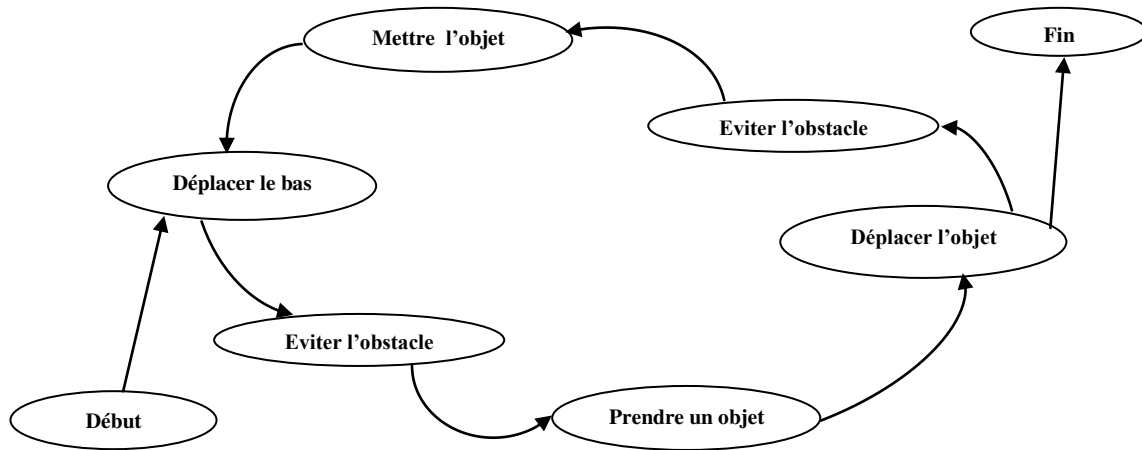 Mettre l’objet
Fin
Eviter l’obstacle
Déplacer le bas
Déplacer l’objet
Eviter l’obstacle
Prendre un objet
Début